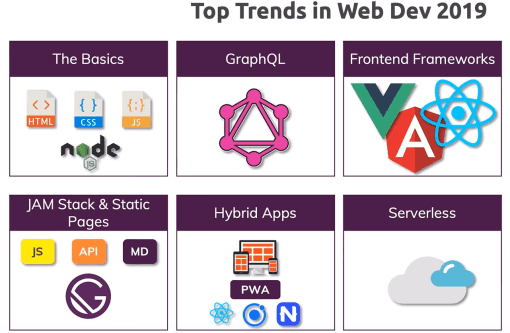 Top Trends in Web Dev 2019
The Basics
HTML
CSS
JS
node
JS
GraphQL
Frontend Frameworks
A
JAM Stack & Static
Pages
JS
API
MD
Hybrid Apps
PWA
N
Serverless